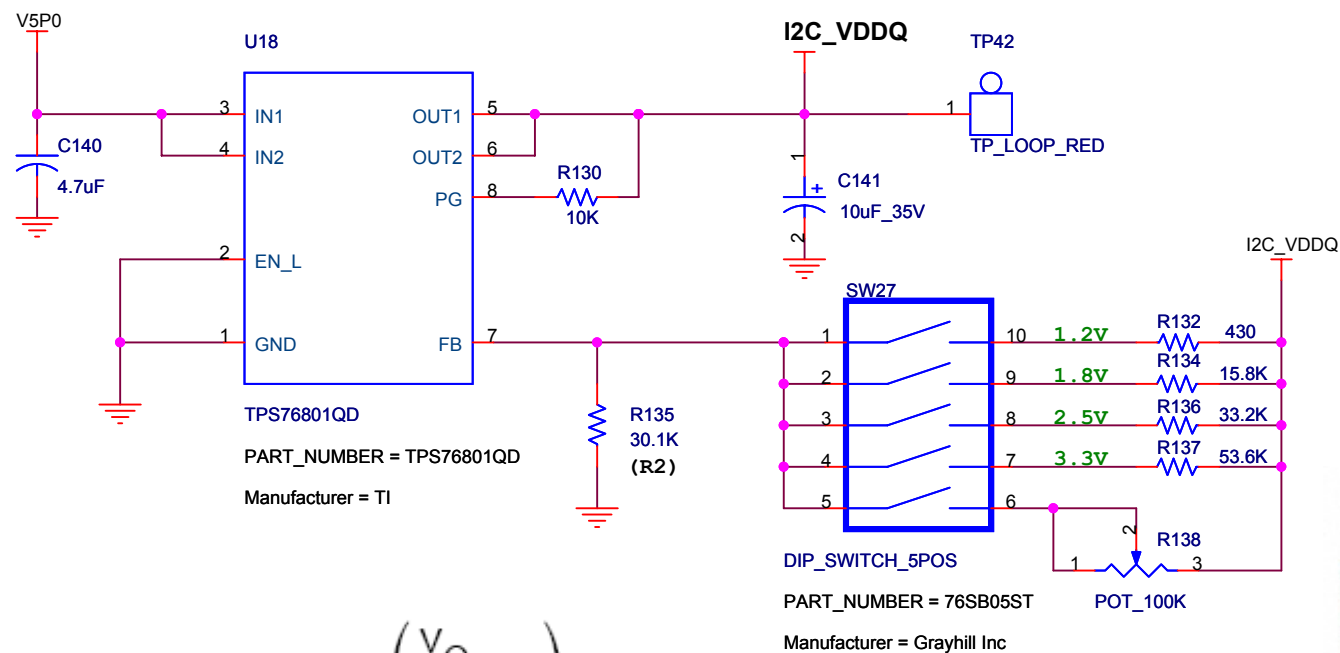 V5P0
U18
I2C_VDDQ
TP42
3
IN1
OUT1
5
1
C140
4.7uF
4
IN2
OUT2
6
TP_LOOP_RED
R130
10K
8
PG
1
C141
10uF_35V
2
2
EN_L
I2C_VDDQ
SW27
1
GND
FB
7
1
10
1.2V
R132
430
2
9
1.8V
R134
15.8K
3
8
2.5V
R136
33.2K
4
7
3.3V
R137
53.6K
5
6
R135
30.1K
(R2)
TPS76801QD
PART_NUMBER = TPS76801QD
Manufacturer = TI
2
R138
1
3
POT_100K
DIP_SWITCH_5POS
PART_NUMBER = 76SB05ST
Manufacturer = Grayhill Inc